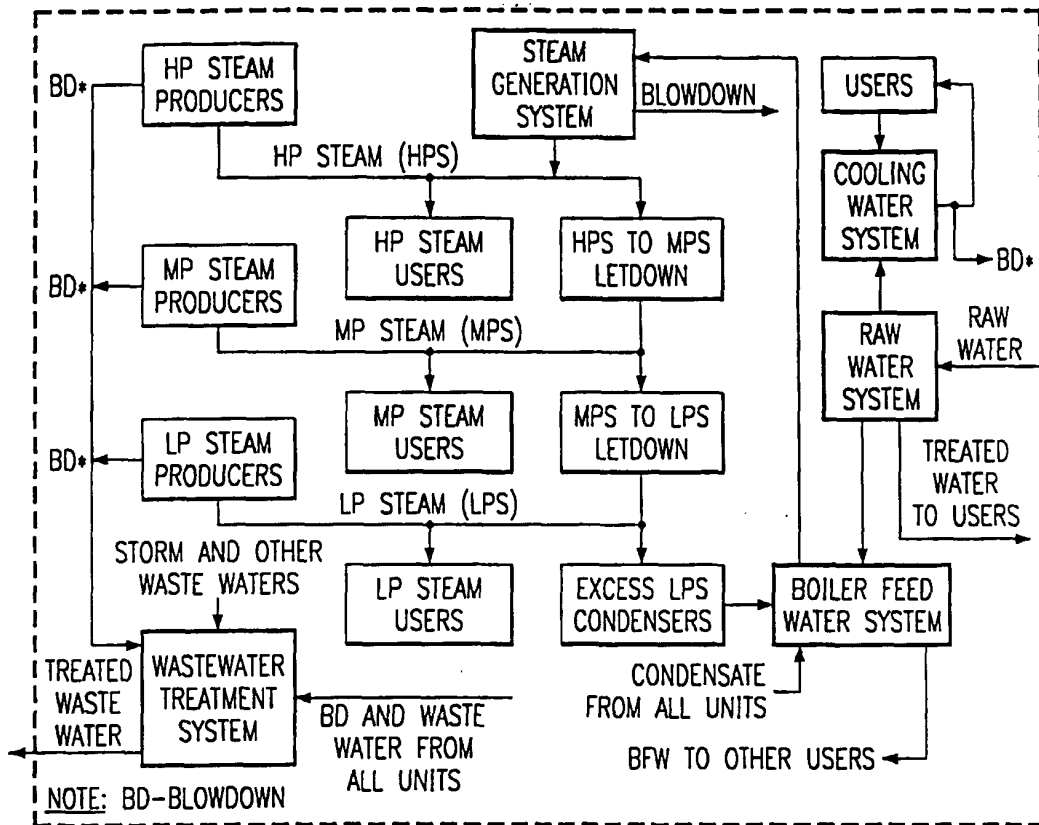 HP STEAM
PRODUCERS
BD*
STEAM
GENERATION
SYSTEM
BLOWDOWN
USERS
HP STEAM (HPS)
COOLING
WATER
SYSTEM
BD*
HP STEAM
USERS
HPS TO MPS
LETDOWN
MP STEAM
PRODUCERS
BD*
MP STEAM (MPS)
RAW
WATER
RAW
WATER
SYSTEM
MP STEAM
USERS
MPS TO LPS
LETDOWN
LP STEAM
PRODUCERS
BD*
LP STEAM (LPS)
TREATED
WATER
TO USERS
STORM AND OTHER
WASTE WATERS
LP STEAM
USERS
EXCESS LPS
CONDENSERS
BOILER FEED
WATER SYSTEM
TREATED
WASTE
WATER
WASTEWATER
TREATMENT
SYSTEM
BD AND WASTE
WATER FROM
ALL UNITS
CONDENSATE
FROM ALL UNITS
BFW TO OTHER USERS
NOTE: BD-BLOWDOWN